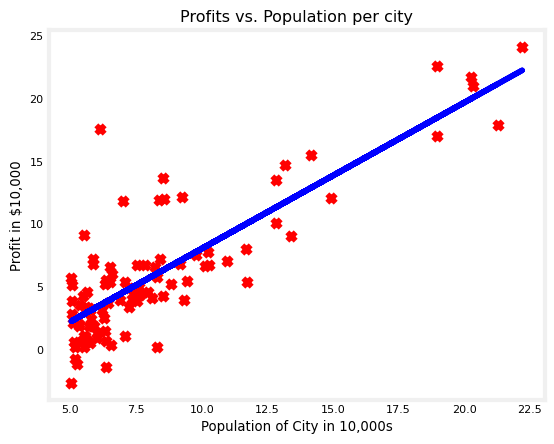 Profits vs. Population per city
25
20
15
10
5
0
Profit in $10,000
5.0 7.5 10.0 12.5 15.0 17.5 20.0 22.5
Population of City in 10,000s